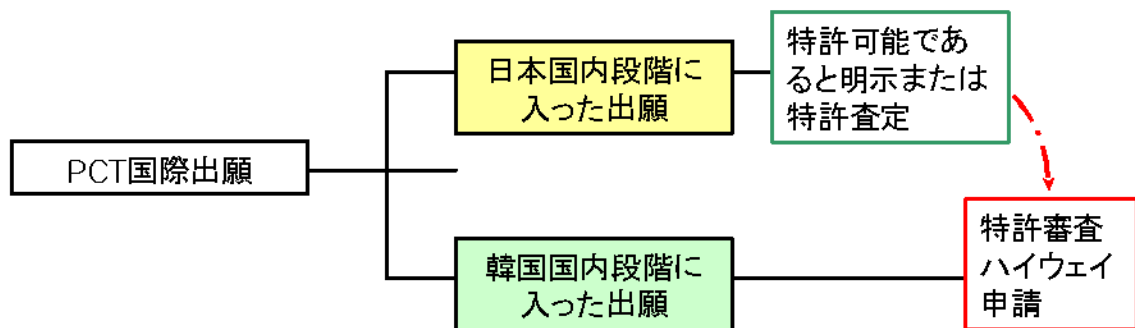 日本国内段階に
入った出願
特許可能であ
ると明示または
特許査定
PCT国際出願
韓国国内段階に
入った出願
特許審査
ハイウェイ
申請